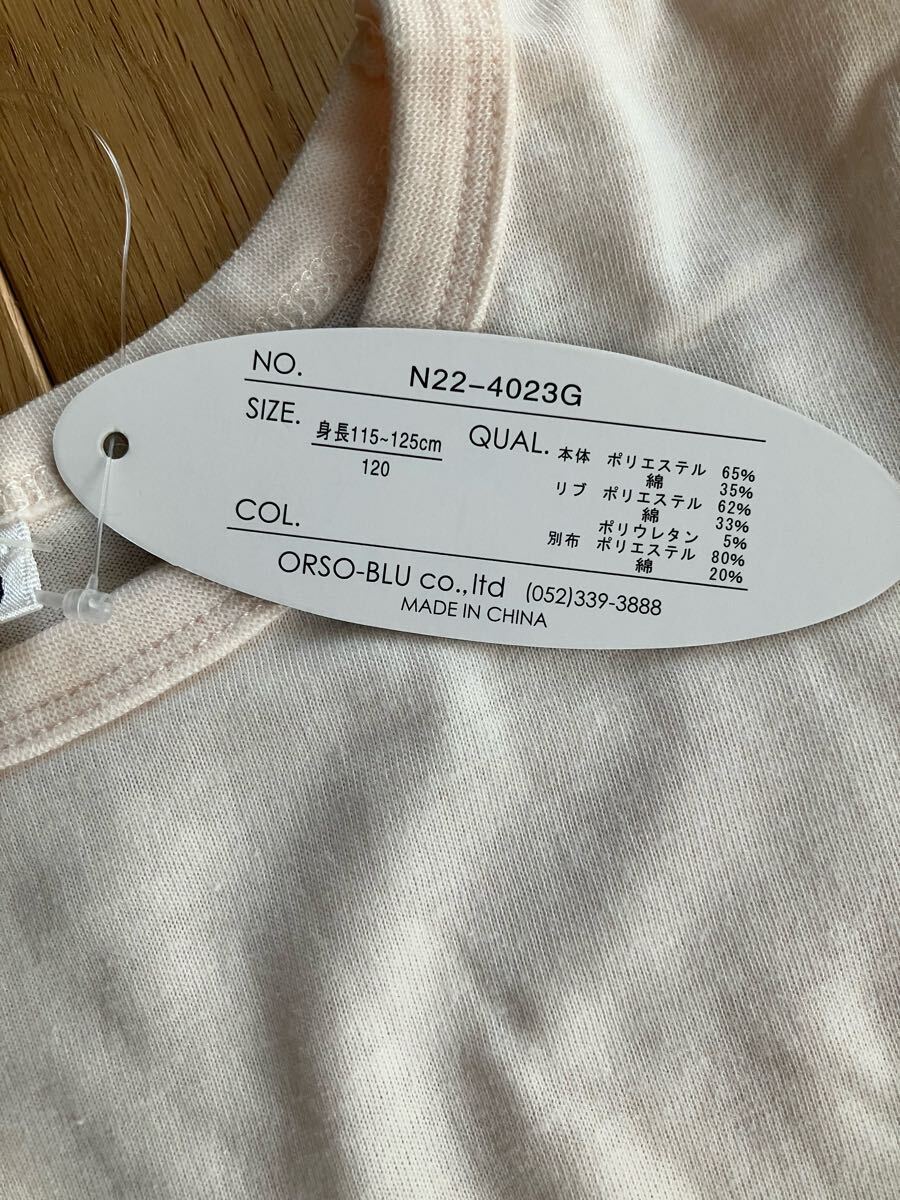 NO. N22-4023G
SIZE. 身長115~125cm
120
QUAL. 本体 ポリエステル 65%
綿 35%
リブ ポリエステル 62%
綿 33%
ポリウレタン 5%
別布 ポリエステル 80%
綿 20%
COL.
ORSO-BLU co.,ltd (052)339-3888
MADE IN CHINA